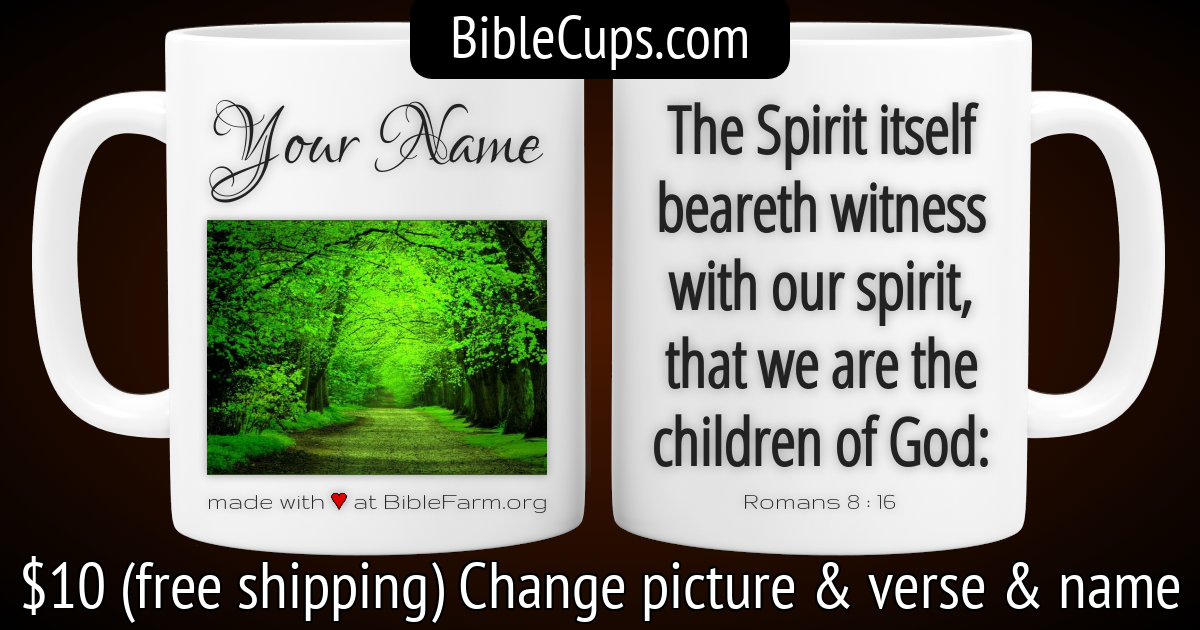 BibleCups.com
Your Name
made with ♥ at BibleFarm.org
The Spirit itself
beareth witness
with our spirit,
that we are the
children of God:
Romans 8 : 16
$10 (free shipping) Change picture & verse & name